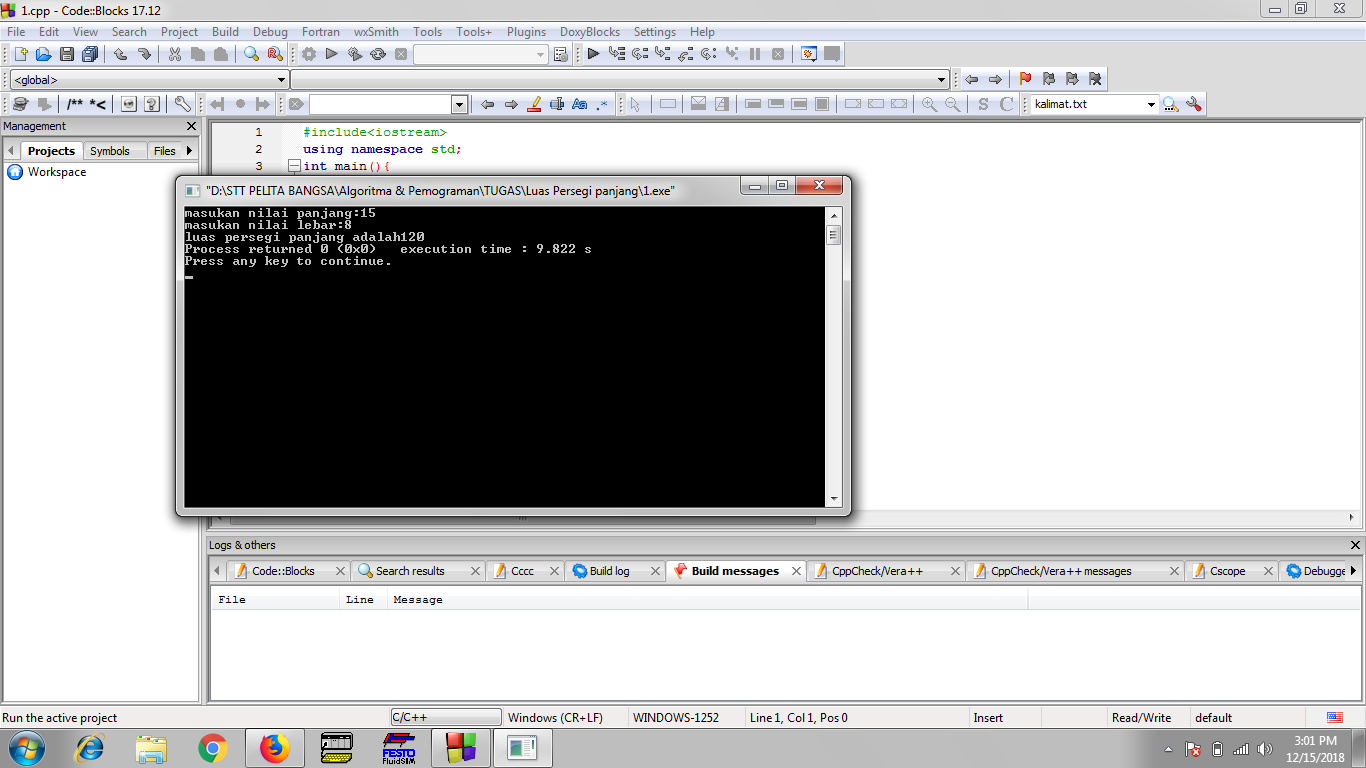 1.cpp - Code::Blocks 17.12
File Edit View Search Project Build Debug Fortran wxSmith Tools Tools+ Plugins DoxyBlocks Settings Help
<global>
/** *<
Aa .*
S C
kalimat.txt
Management
Projects Symbols Files
Workspace
1 #include<iostream>
2 using namespace std;
3 int main(){
"D:\STT PELITA BANGSA\Algoritma & Pemograman\TUGAS\Luas Persegi panjang\1.exe"
masukan nilai panjang:15
masukan nilai lebar:8
luas persegi panjang adalah120
Process returned 0 (0x0)   execution time : 9.822 s
Press any key to continue.
Logs & others
Code::Blocks Search results Cccc Build log Build messages CppCheck/Vera++ CppCheck/Vera++ messages Cscope Debugge
File Line Message
Run the active project C/C++ Windows (CR+LF) WINDOWS-1252 Line 1, Col 1, Pos 0 Insert Read/Write default
FESTO
FluidSIM
3:01 PM
12/15/2018